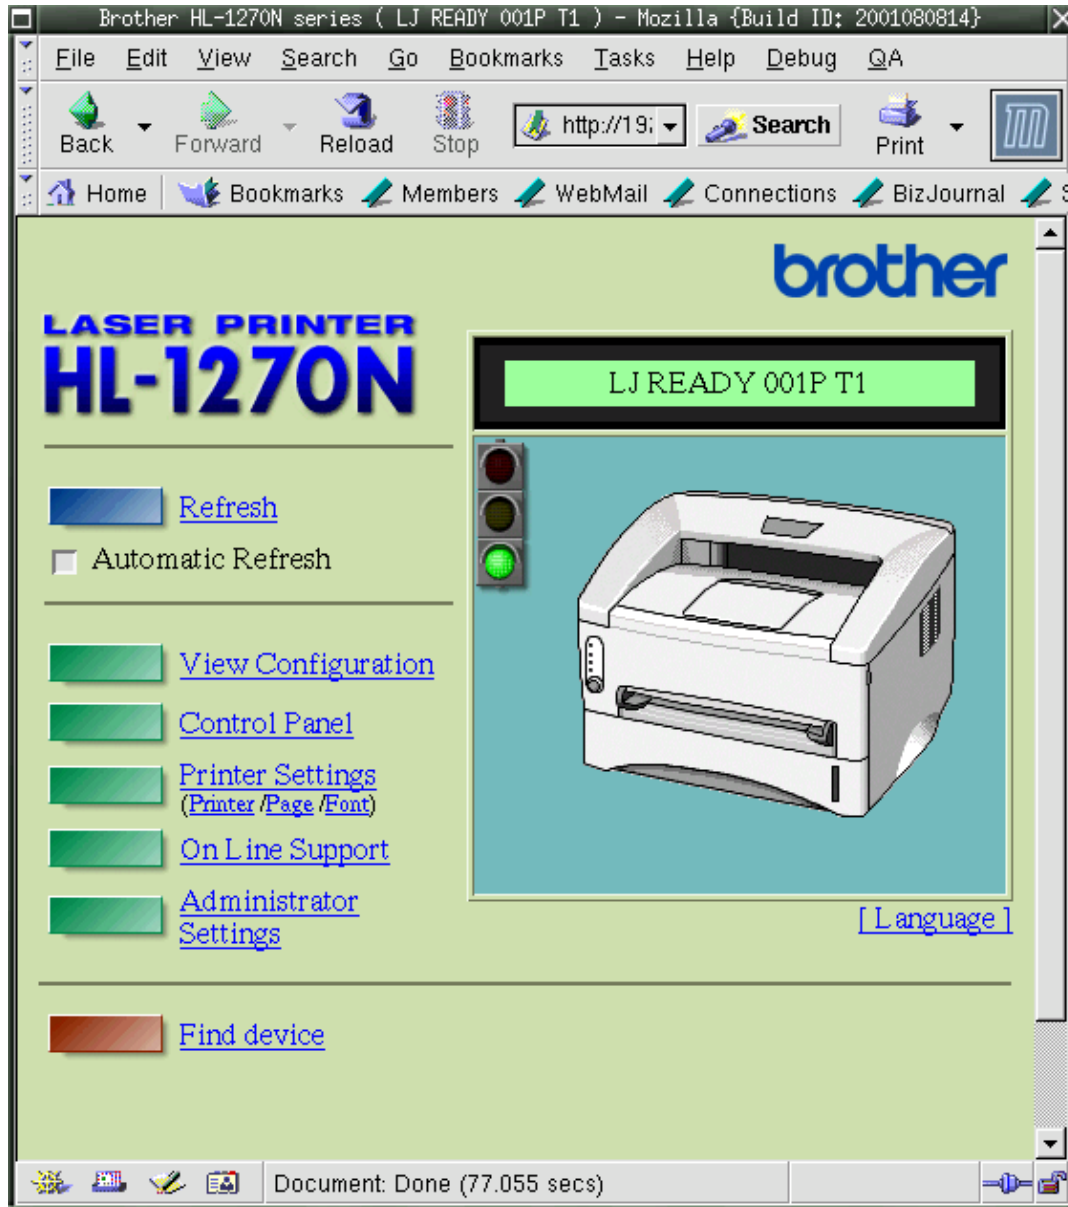 Brother HL-1270N series ( LJ READY 001P T1 ) - Mozilla {Build ID: 2001080814}
File Edit View Search Go Bookmarks Tasks Help Debug QA
Back Forward Reload Stop http://19 Search Print
Home Bookmarks Members WebMail Connections BizJournal
brother
LASER PRINTER
HL-1270N
LJ READY 001P T1
Refresh
Automatic Refresh
View Configuration
Control Panel
Printer Settings
(Printer /Page /Font)
On Line Support
Administrator
Settings
[ Language ]
Find device
Document: Done (77.055 secs)